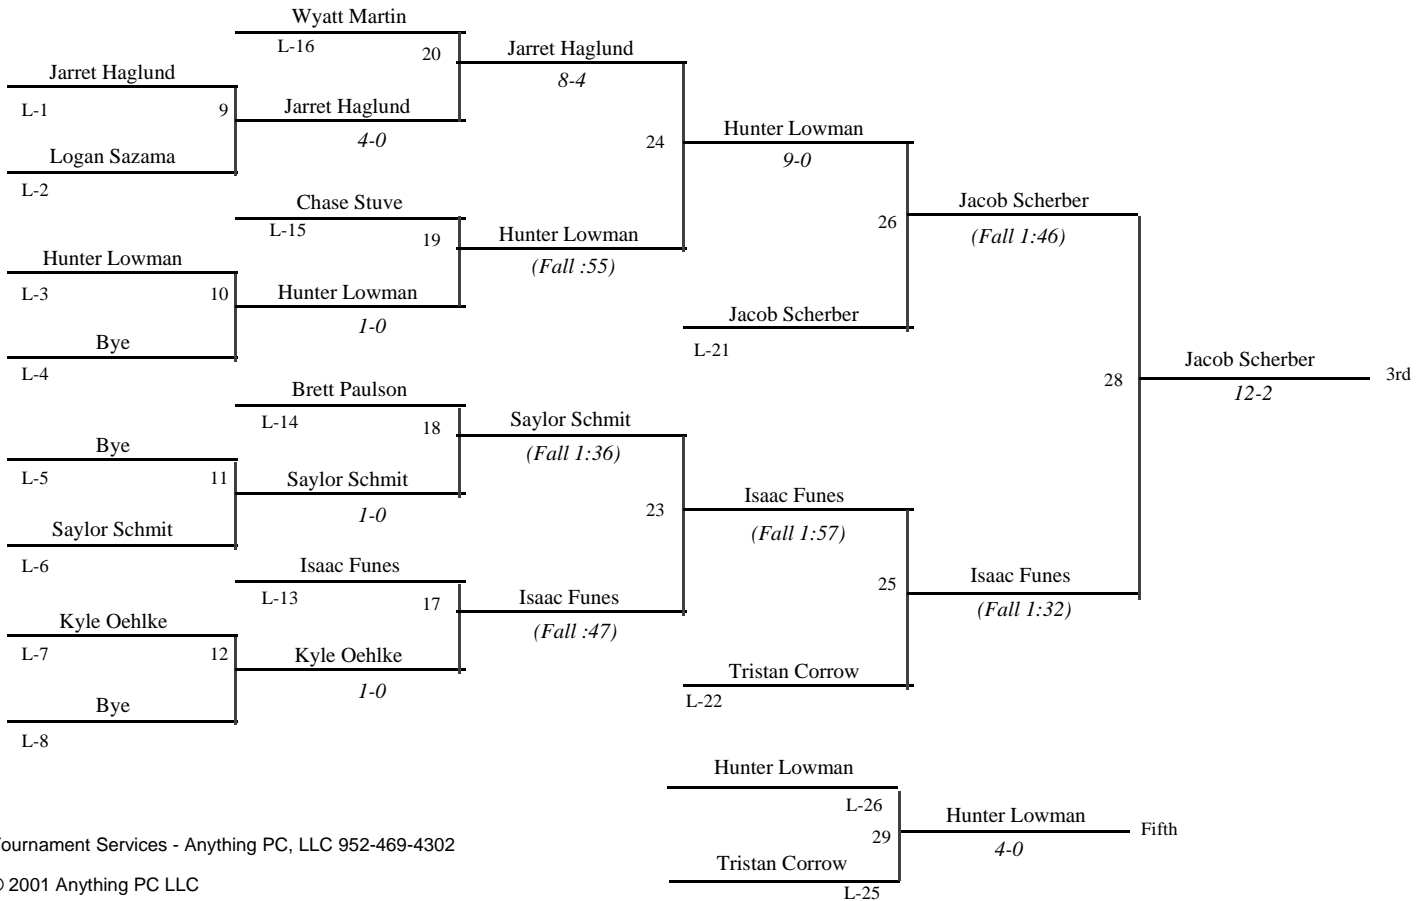 Wyatt Martin
L-16
20
Jarret Haglund
8-4
Jarret Haglund
L-1
9
Jarret Haglund
4-0
Logan Sazama
L-2
24
Hunter Lowman
9-0
Chase Stuve
L-15
19
Hunter Lowman
(Fall :55)
26
Jacob Scherber
(Fall 1:46)
Hunter Lowman
L-3
10
Hunter Lowman
1-0
Bye
L-4
Jacob Scherber
L-21
28
Jacob Scherber
12-2
3rd
Brett Paulson
L-14
18
Saylor Schmit
(Fall 1:36)
Bye
L-5
11
Saylor Schmit
1-0
Saylor Schmit
L-6
23
Isaac Funes
(Fall 1:57)
Isaac Funes
L-13
17
Isaac Funes
(Fall :47)
25
Isaac Funes
(Fall 1:32)
Kyle Oehlke
L-7
12
Kyle Oehlke
1-0
Bye
L-8
Tristan Corrow
L-22
Hunter Lowman
L-26
29
Hunter Lowman
4-0
Fifth
Tristan Corrow
L-25
ournament Services - Anything PC, LLC 952-469-4302
© 2001 Anything PC LLC